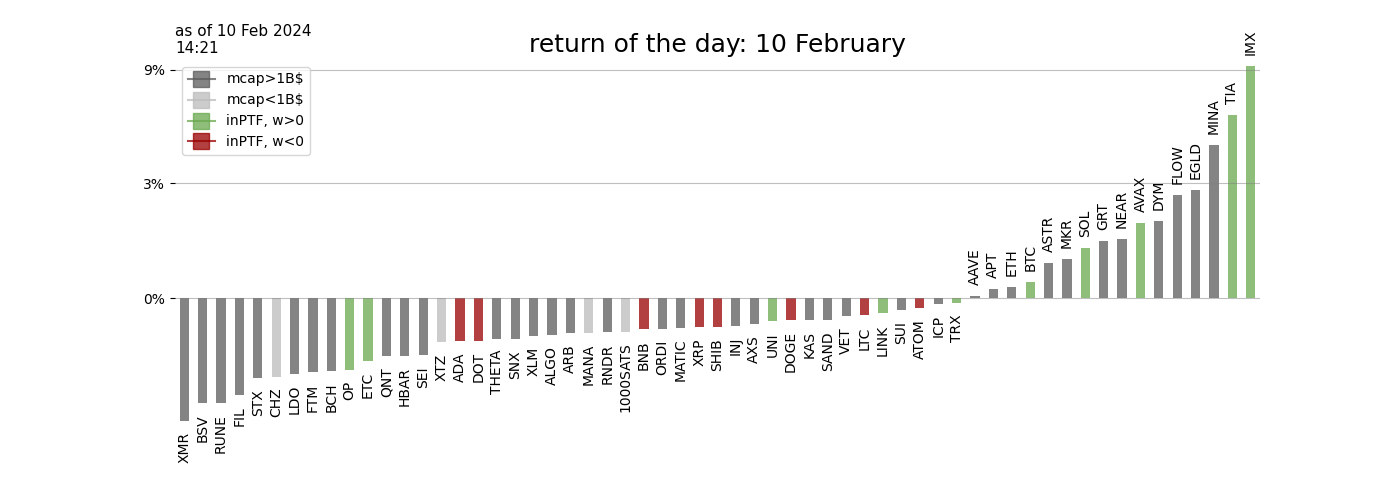 as of 10 Feb 2024
14:21
return of the day: 10 February
9%
3%
0%
mcap>1B$
mcap<1B$
inPTF, w>0
inPTF, w<0
XMR
BSV
RUNE
FIL
STX
CHZ
LDO
FTM
BCH
OP
ETC
QNT
HBAR
SEI
XTZ
ADA
DOT
THETA
SNX
XLM
ALGO
ARB
MANA
RNDR
1000SATS
BNB
ORDI
MATIC
XRP
SHIB
INJ
AXS
UNI
DOGE
KAS
SAND
VET
LTC
LINK
SUI
ATOM
ICP
TRX
AAVE
APT
ETH
BTC
ASTR
MKR
SOL
GRT
NEAR
AVAX
DYM
FLOW
EGLD
MINA
TIA
IMX